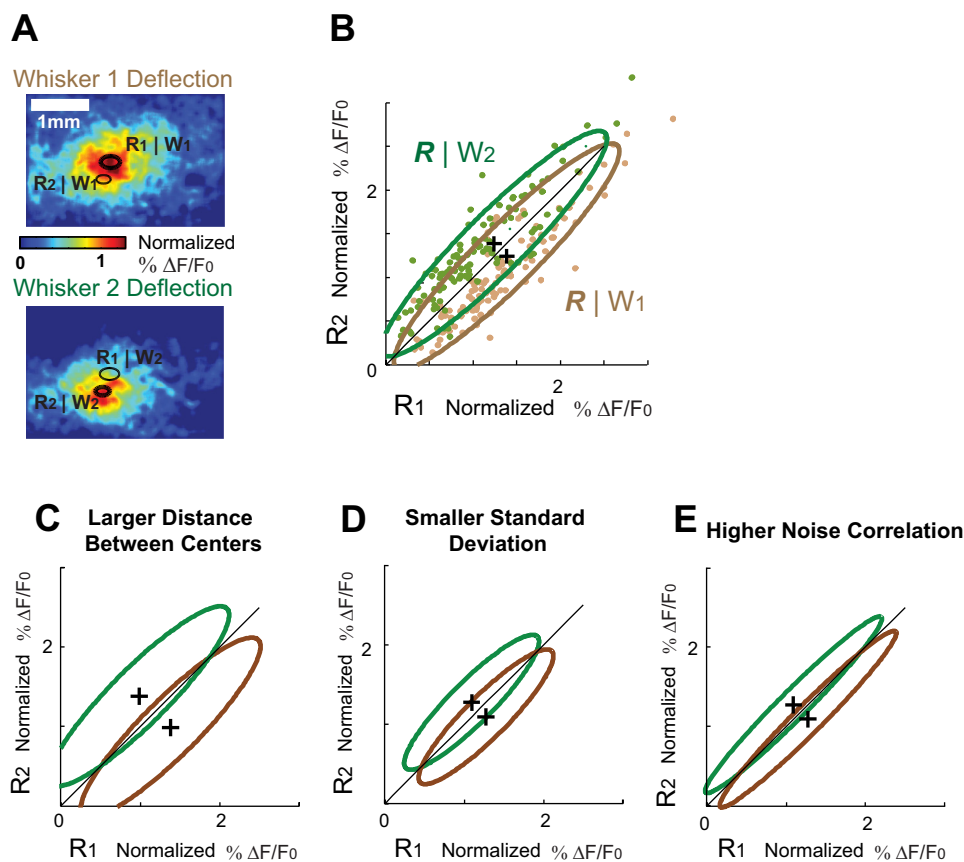 A
Whisker 1 Deflection
1mm
R1 | W1
R2 | W1
0 1 Normalized
% ΔF/F0
Whisker 2 Deflection
R1 | W2
R2 | W2
B
R2 Normalized % ΔF/F0
2
0
R | W2
R | W1
2
R1 Normalized % ΔF/F0
C
Larger Distance
Between Centers
R2 Normalized % ΔF/F0
2
0 1 2
R1 Normalized % ΔF/F0
D
Smaller Standard
Deviation
R2 Normalized % ΔF/F0
2
0 2
R1 Normalized % ΔF/F0
E
Higher Noise Correlation
R2 Normalized % ΔF/F0
2
0 2
R1 Normalized % ΔF/F0